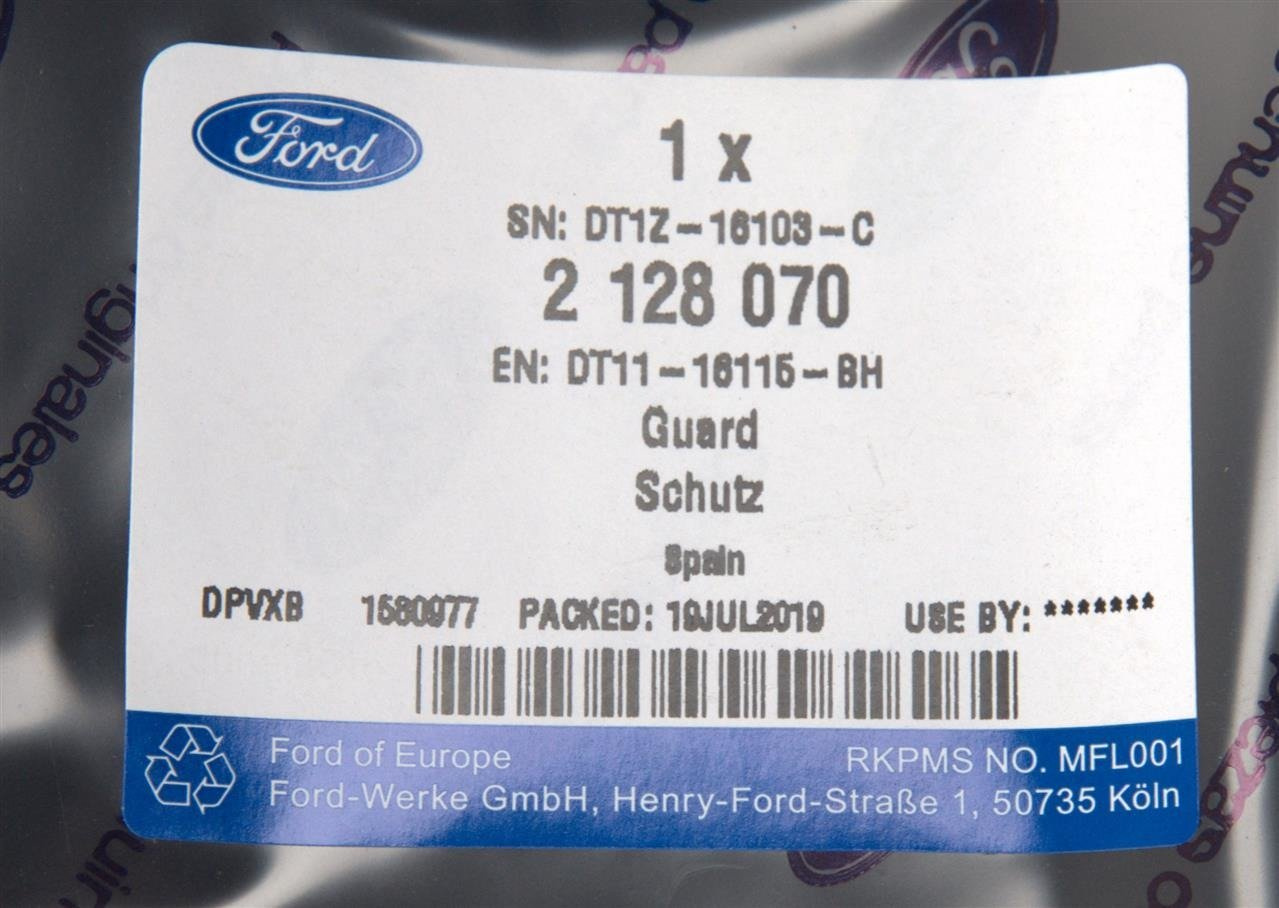 Ford
1 x
SN: DT1Z-16103-C
2 128 070
EN: DT11-16115-BH
Guard
Schutz
Spain
DPVXB 1580977 PACKED: 19JUL2019 USE BY: *******
Ford of Europe RKPMS NO. MFL001
Ford-Werke GmbH, Henry-Ford-Straße 1, 50735 Köln
iginales